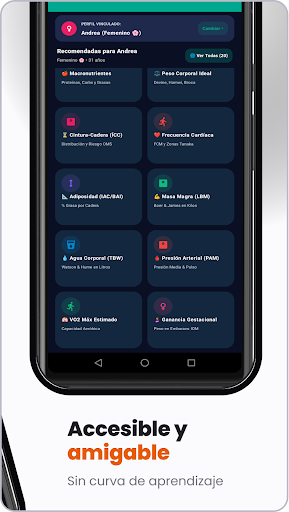 PERFIL VINCULADO:
Andrea (Femenino 🌸)
Cambiar ›
Recomendadas para Andrea
Femenino 🌸 • 31 años
Ver Todas (20)
Macronutrientes
Proteínas, Carbs y Grasas
Peso Corporal Ideal
Devine, Hamwi, Broca
Cintura-Cadera (ICC)
Distribución y Riesgo OMS
Frecuencia Cardíaca
FCM y Zonas Tanaka
Adiposidad (IAC/BAI)
% Grasa por Cadera
Masa Magra (LBM)
Boer & James en Kilos
Agua Corporal (TBW)
Watson & Hume en Litros
Presión Arterial (PAM)
Presión Media & Pulso
VO2 Máx Estimado
Capacidad Aeróbica
Ganancia Gestacional
Peso en Embarazo IOM
Accesible y
amigable
Sin curva de aprendizaje